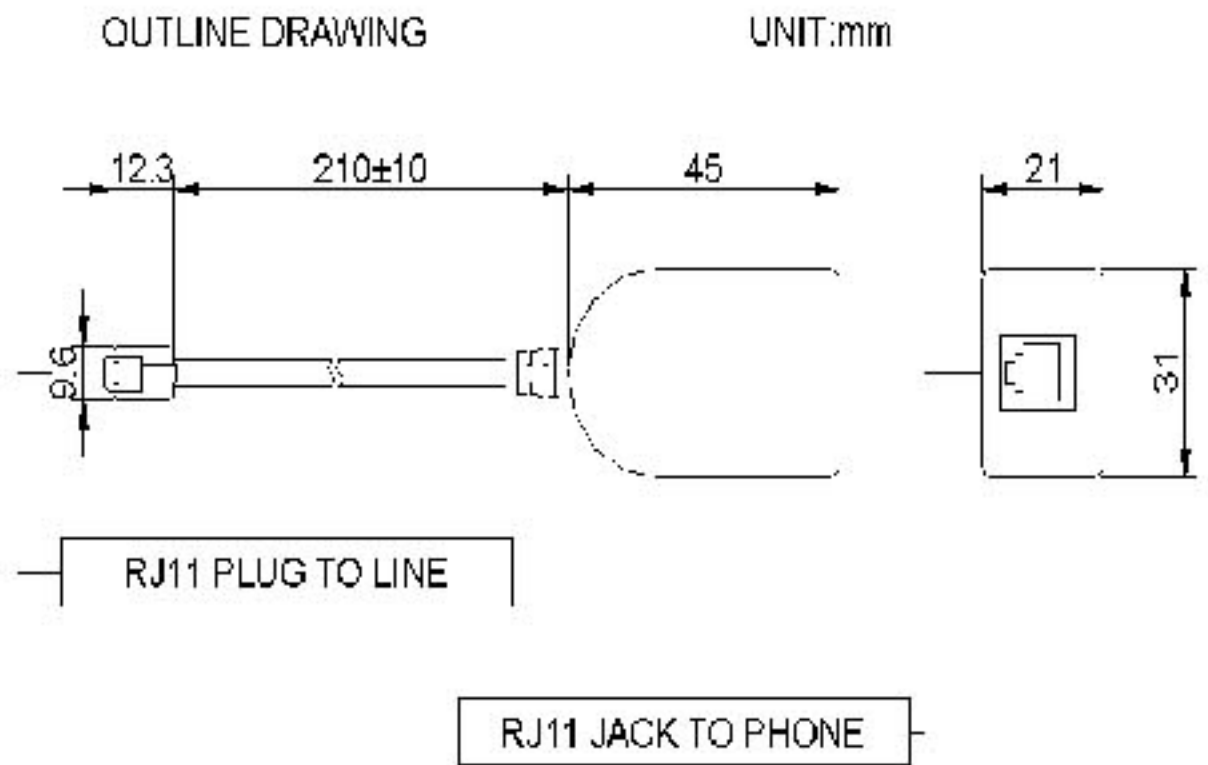 OUTLINE DRAWING UNIT:mm
12.3 210±10 45 21
9.6
31
RJ11 PLUG TO LINE
RJ11 JACK TO PHONE